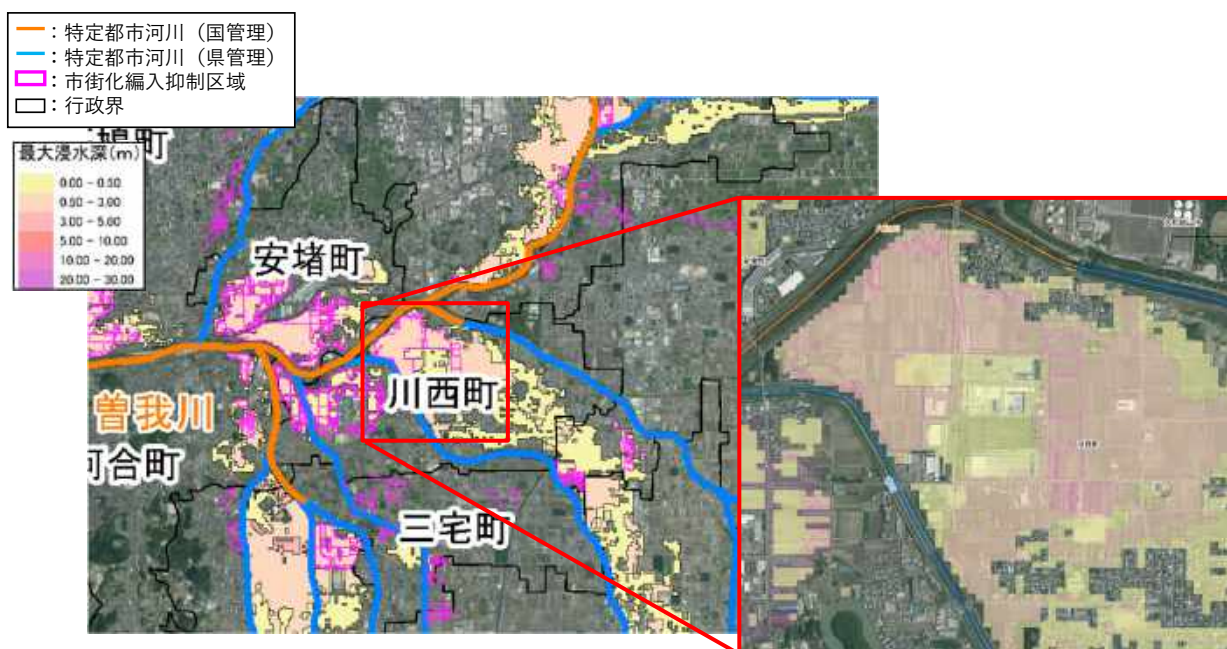 ：特定都市河川（国管理）
：特定都市河川（県管理）
：市街化編入抑制区域
：行政界
鳩町
最大浸水深(m)
0.00 - 0.50
0.50 - 3.00
3.00 - 5.00
5.00 - 10.00
10.00 - 20.00
20.00 - 30.00
安堵町
川西町
曽我川
河合町
三宅町